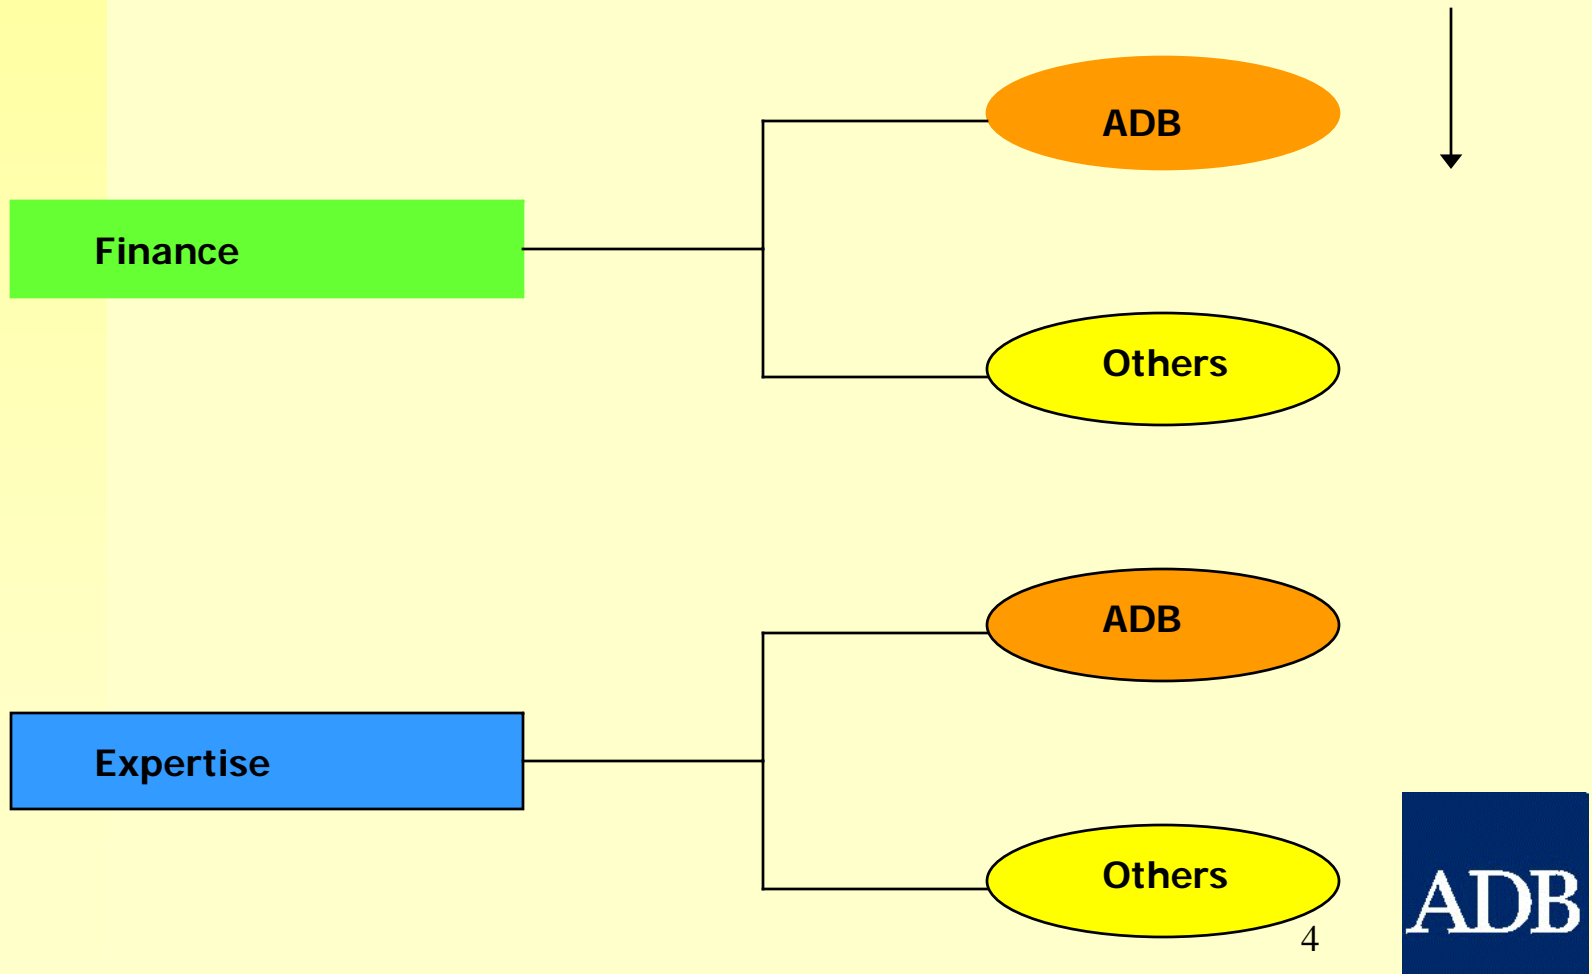 ADB
Finance
Others
ADB
Expertise
Others
4
ADB